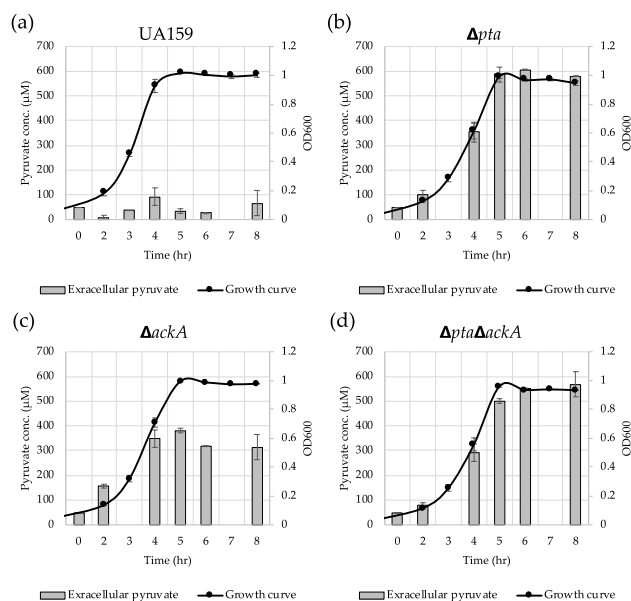 (a) UA159
700 1.2
600 1
500 0.8
400 0.6
300 0.4
200 0.2
100
0 0
Pyruvate conc. (µM)
OD600
0 2 3 4 5 6 7 8
Time (hr)
Exracellular pyruvate Growth curve
(b) Δpta
700 1.2
600 1
500 0.8
400 0.6
300 0.4
200 0.2
100
0 0
Pyruvate conc. (µM)
OD600
0 2 3 4 5 6 7 8
Time (hr)
Exracellular pyruvate Growth curve
(c) ΔackA
700 1.2
600 1
500 0.8
400 0.6
300 0.4
200 0.2
100
0 0
Pyruvate conc. (µM)
OD600
0 2 3 4 5 6 7 8
Time (hr)
Exracellular pyruvate Growth curve
(d) ΔptaΔackA
700 1.2
600 1
500 0.8
400 0.6
300 0.4
200 0.2
100
0 0
Pyruvate conc. (µM)
OD600
0 2 3 4 5 6 7 8
Time (hr)
Exracellular pyruvate Growth curve